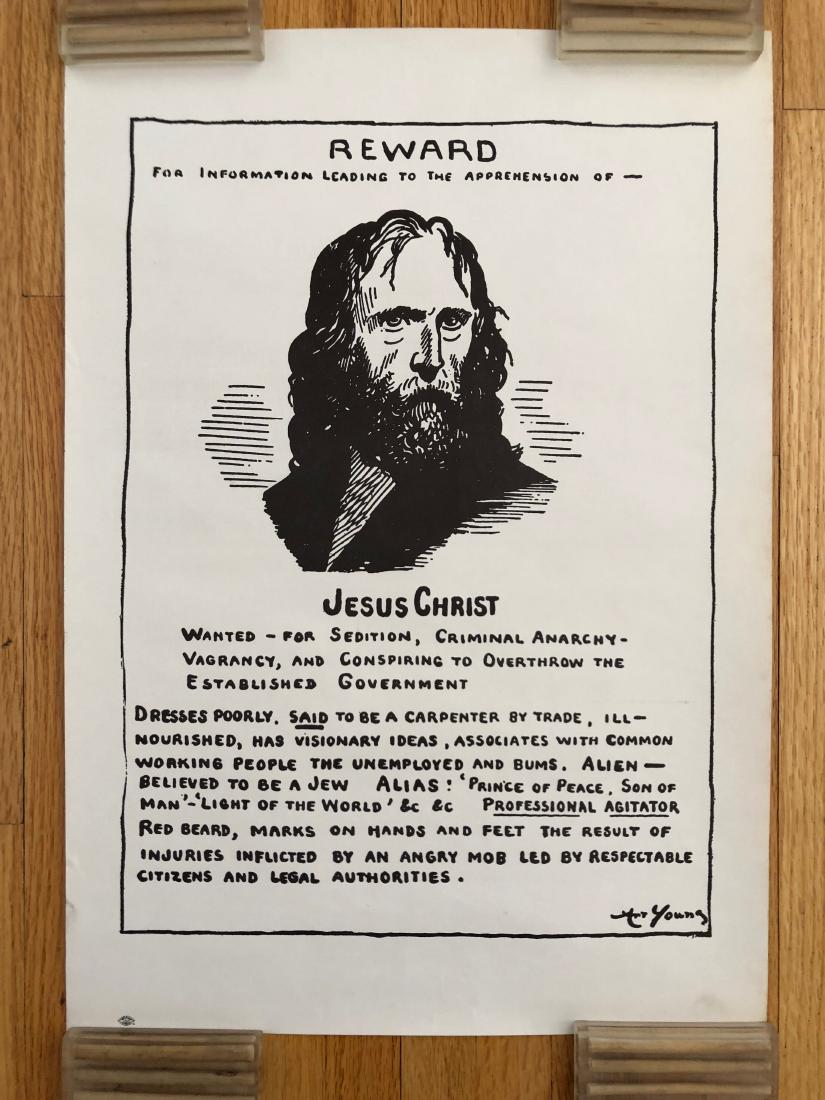 REWARD
FOR INFORMATION LEADING TO THE APPREHENSION OF —
JESUS CHRIST
WANTED – FOR SEDITION, CRIMINAL ANARCHY-
VAGRANCY, AND CONSPIRING TO OVERTHROW THE
ESTABLISHED GOVERNMENT
DRESSES POORLY. SAID TO BE A CARPENTER BY TRADE, ILL–
NOURISHED, HAS VISIONARY IDEAS, ASSOCIATES WITH COMMON
WORKING PEOPLE THE UNEMPLOYED AND BUMS. ALIEN —
BELIEVED TO BE A JEW ALIAS: 'PRINCE OF PEACE, SON OF
MAN'-'LIGHT OF THE WORLD' &c &c PROFESSIONAL AGITATOR
RED BEARD, MARKS ON HANDS AND FEET THE RESULT OF
INJURIES INFLICTED BY AN ANGRY MOB LED BY RESPECTABLE
CITIZENS AND LEGAL AUTHORITIES.
Art Young